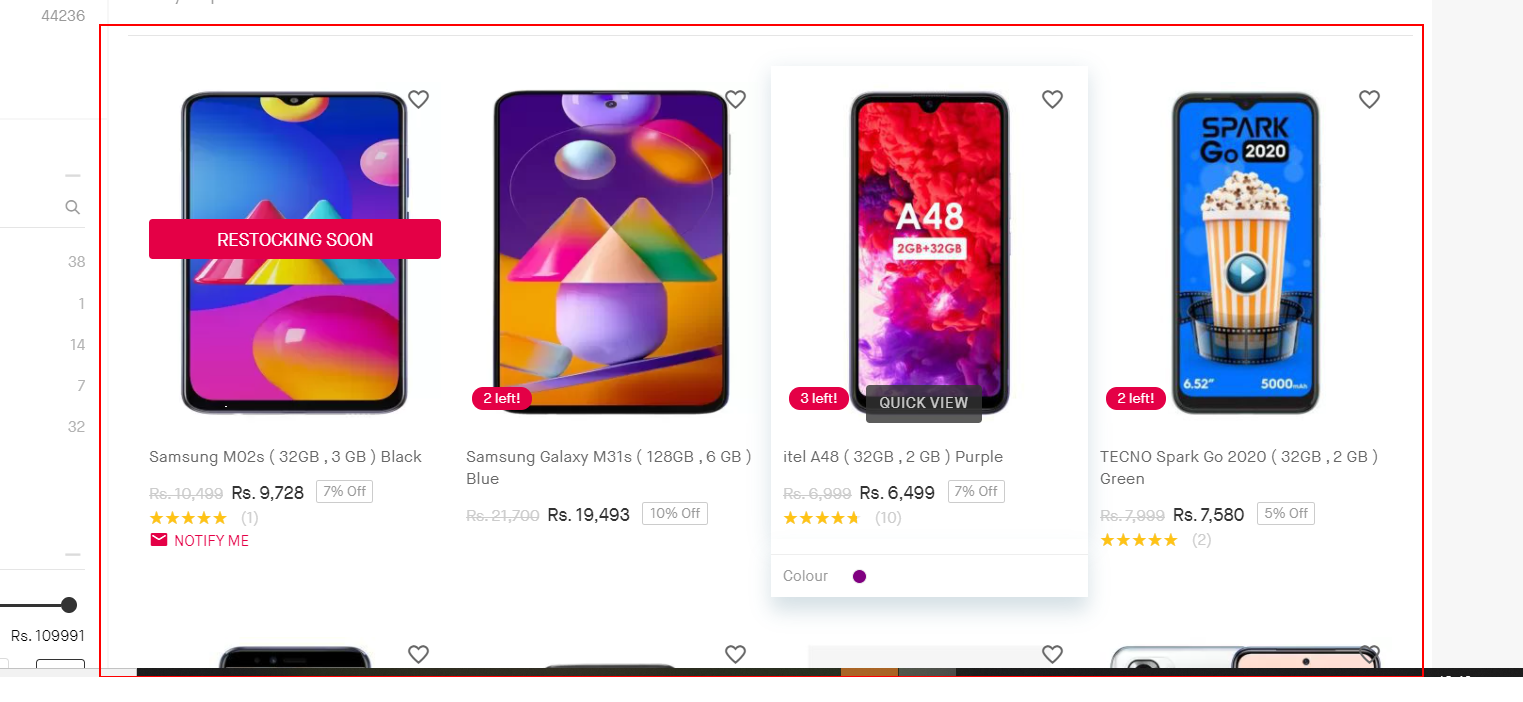 44236
38
1
14
7
32
Rs. 109991
RESTOCKING SOON
Samsung M02s ( 32GB , 3 GB ) Black
Rs. 10,499 Rs. 9,728 7% Off
(1)
NOTIFY ME
2 left!
Samsung Galaxy M31s ( 128GB , 6 GB )
Blue
Rs. 21,700 Rs. 19,493 10% Off
A48
2GB+32GB
3 left!
QUICK VIEW
itel A48 ( 32GB , 2 GB ) Purple
Rs. 6,999 Rs. 6,499 7% Off
(10)
Colour
SPARK
Go 2020
6.52" 5000mAh
2 left!
TECNO Spark Go 2020 ( 32GB , 2 GB )
Green
Rs. 7,999 Rs. 7,580 5% Off
(2)